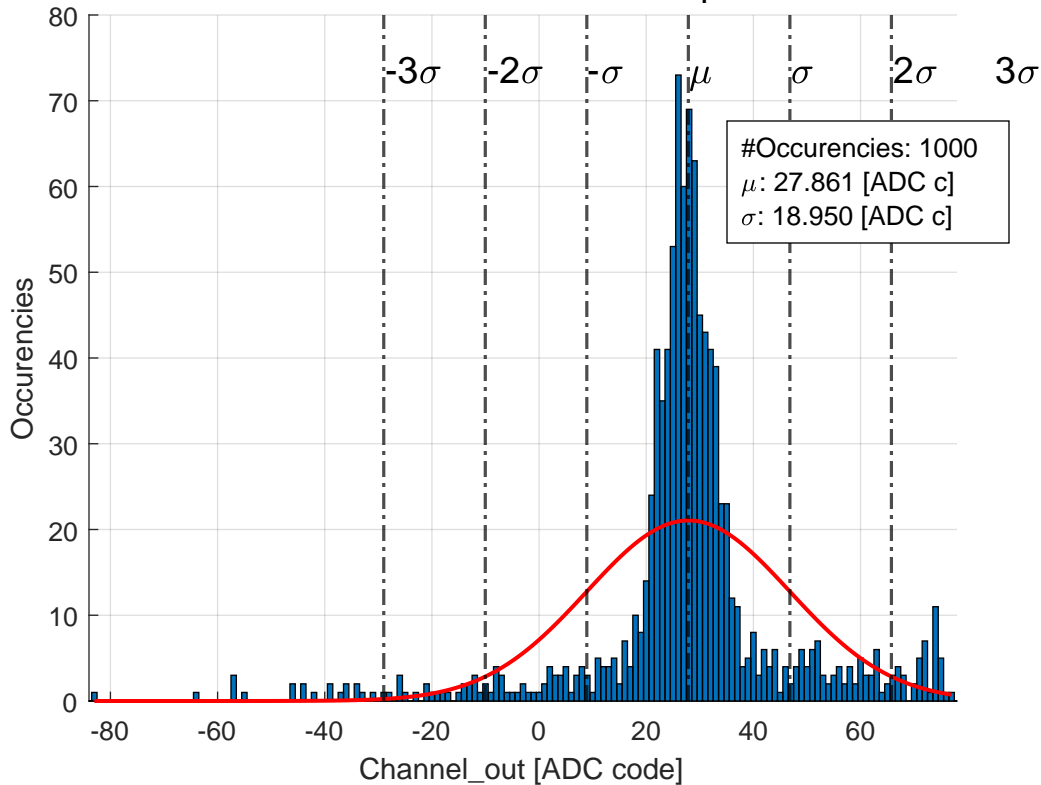 80
70
60
50
40
30
20
10
0
Occurencies
-3σ -2σ -σ μ σ 2σ 3σ
#Occurencies: 1000
μ: 27.861 [ADC c]
σ: 18.950 [ADC c]
-80 -60 -40 -20 0 20 40 60
Channel_out [ADC code]